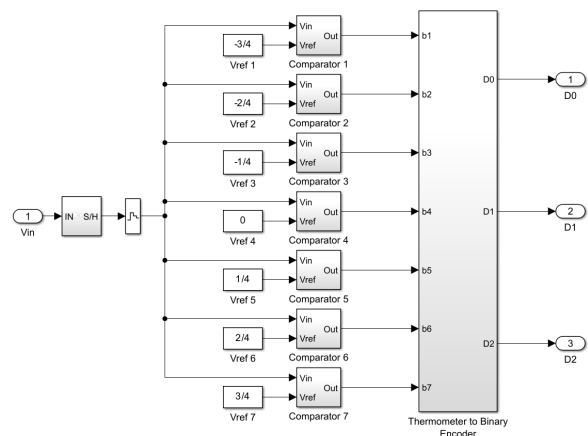 Vin
-3/4
Vref
Out
b1
Vref 1
Comparator 1
D0
1
D0
Vin
-2/4
Vref
Out
b2
Vref 2
Comparator 2
Vin
-1/4
Vref
Out
b3
Vref 3
Comparator 3
1
Vin
IN S/H
Vin
0
Vref
Out
b4
Vref 4
Comparator 4
D1
2
D1
Vin
1/4
Vref
Out
b5
Vref 5
Comparator 5
Vin
2/4
Vref
Out
b6
Vref 6
Comparator 6
D2
3
D2
Vin
3/4
Vref
Out
b7
Vref 7
Comparator 7
Thermometer to Binary
Encoder